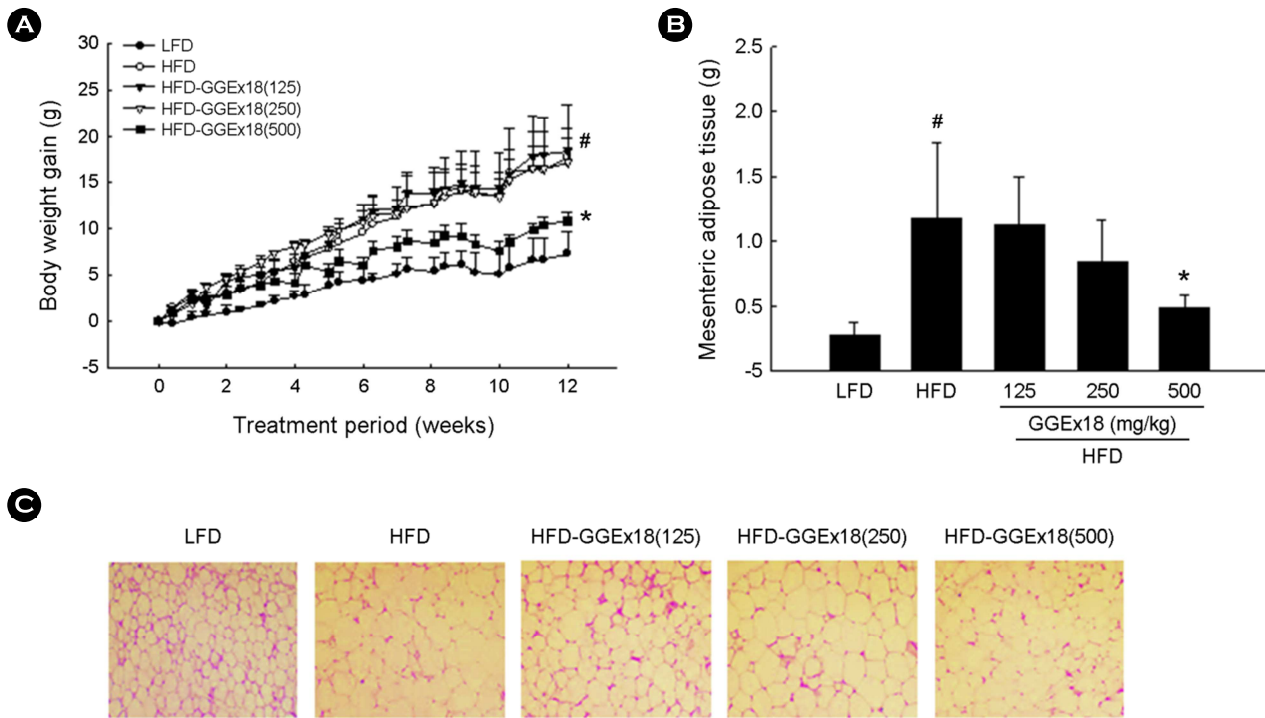 A
Body weight gain (g)
30
25
20
15
10
5
0
-5
LFD
HFD
HFD-GGEx18(125)
HFD-GGEx18(250)
HFD-GGEx18(500)
#
*
0 2 4 6 8 10 12
Treatment period (weeks)
B
Mesenteric adipose tissue (g)
2.5
2.0
1.5
1.0
0.5
-5
#
*
LFD HFD 125 250 500
GGEx18 (mg/kg)
HFD
C
LFD HFD HFD-GGEx18(125) HFD-GGEx18(250) HFD-GGEx18(500)